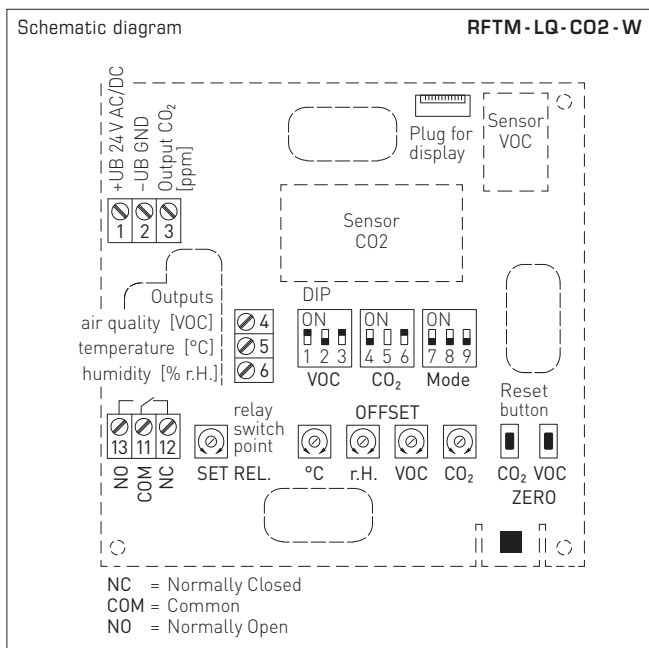 Schematic diagram
RFTM-LQ-CO2-W
+UB 24V AC/DC
–UB GND
Output CO₂
[ppm]
1 2 3
Plug for
display
Sensor
VOC
Sensor
CO2
Outputs
air quality [VOC] 4
temperature [°C] 5
humidity [% r.H.] 6
DIP
ON ON ON
1 2 3 4 5 6 7 8 9
VOC CO₂ Mode
13 11 12
NO COM NC
relay
switch
point
SET REL.
OFFSET
°C r.H. VOC CO₂
Reset
button
CO₂ VOC
ZERO
NC = Normally Closed
COM = Common
NO = Normally Open